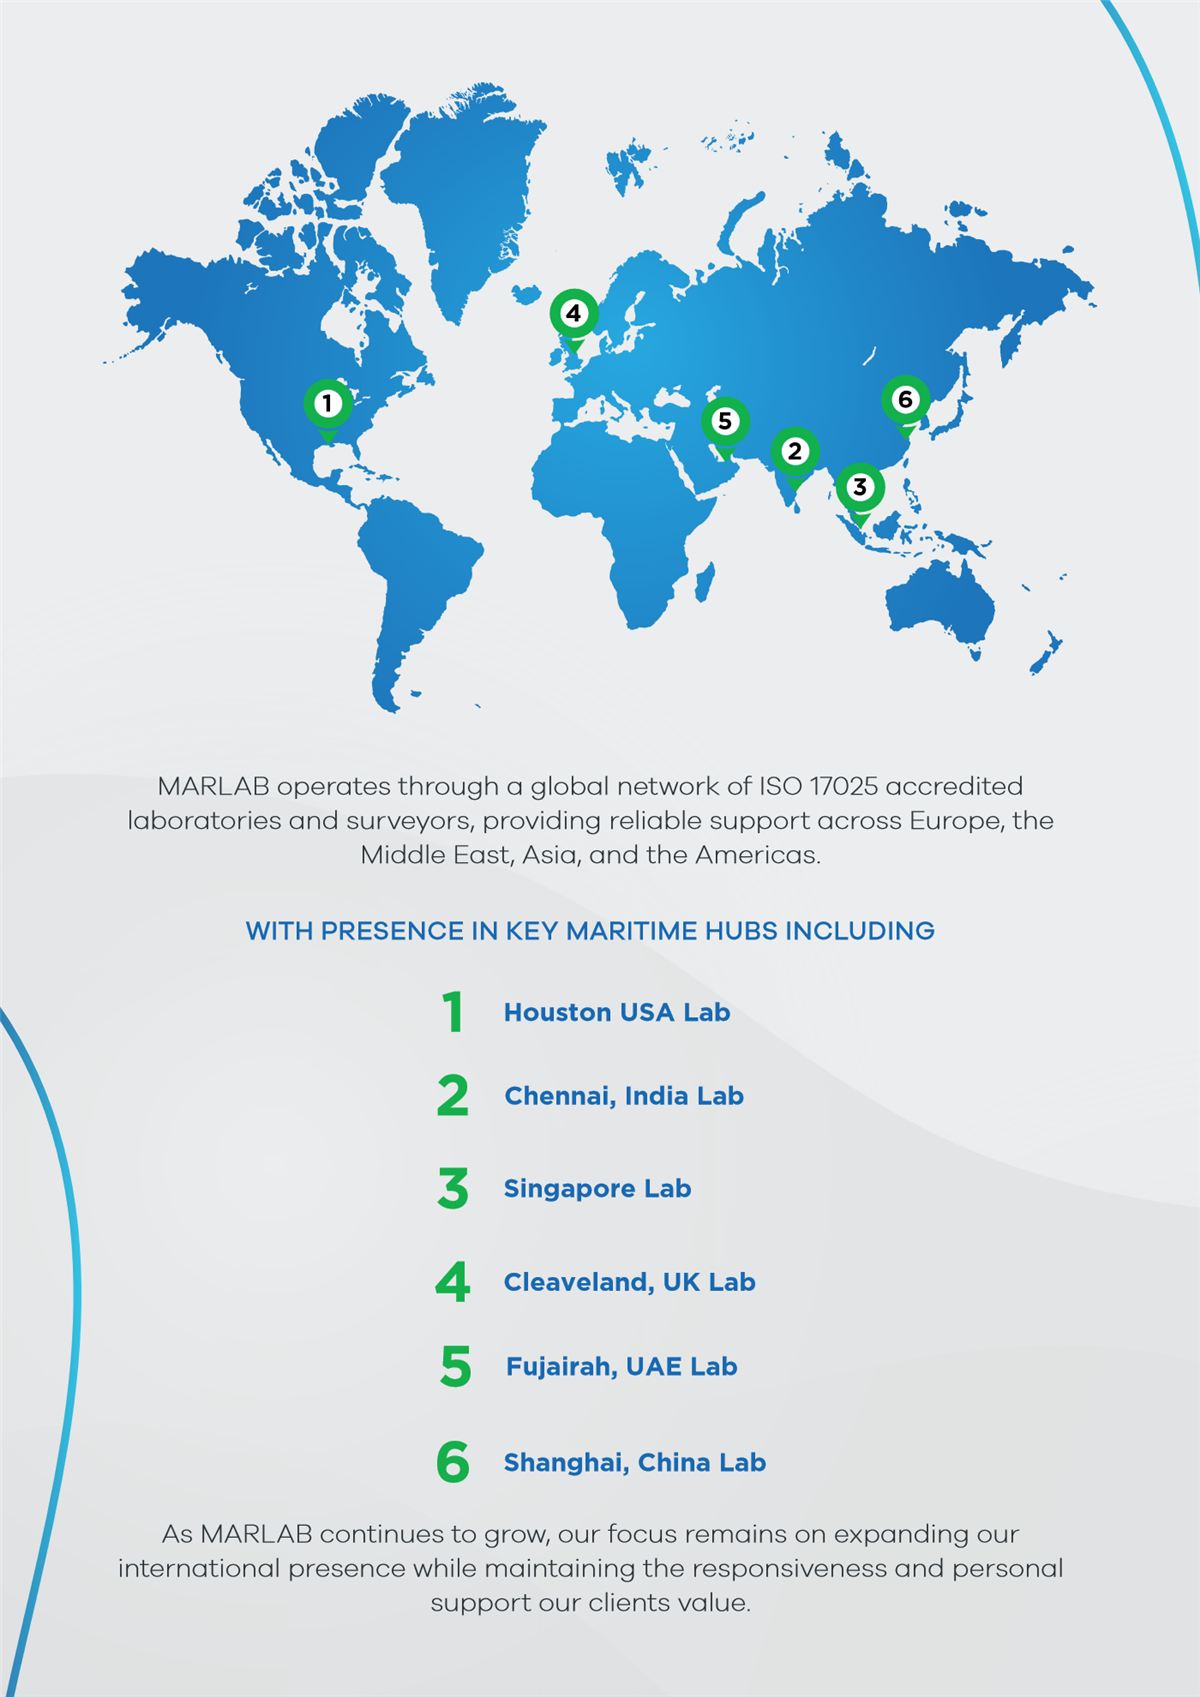 4
1
6
5
2
3
MARLAB operates through a global network of ISO 17025 accredited
laboratories and surveyors, providing reliable support across Europe, the
Middle East, Asia, and the Americas.
WITH PRESENCE IN KEY MARITIME HUBS INCLUDING
1 Houston USA Lab
2 Chennai, India Lab
3 Singapore Lab
4 Cleaveland, UK Lab
5 Fujairah, UAE Lab
6 Shanghai, China Lab
As MARLAB continues to grow, our focus remains on expanding our
international presence while maintaining the responsiveness and personal
support our clients value.